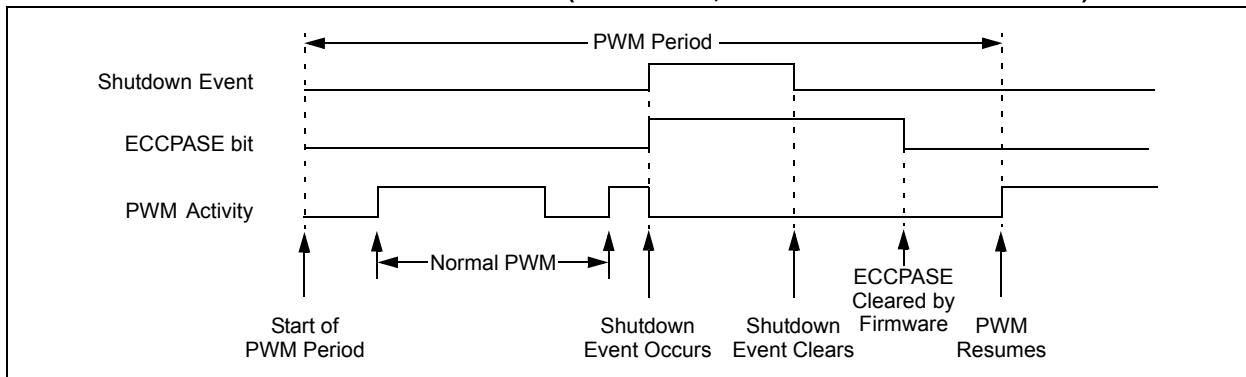 PWM Period
Shutdown Event
ECCPASE bit
PWM Activity
Normal PWM
Start of
PWM Period
Shutdown
Event Occurs
Shutdown
Event Clears
ECCPASE
Cleared by
Firmware
PWM
Resumes